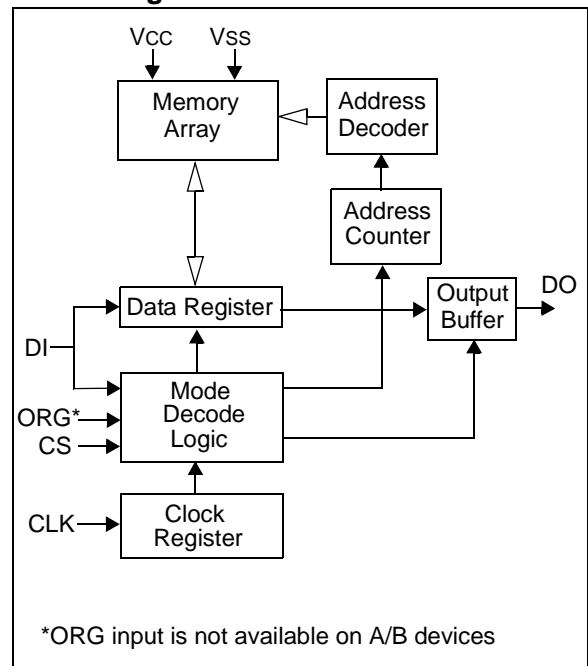 VCC VSS
Memory
Array
Address
Decoder
Address
Counter
Data Register
Output
Buffer
DO
DI
Mode
Decode
Logic
ORG*
CS
CLK
Clock
Register
*ORG input is not available on A/B devices